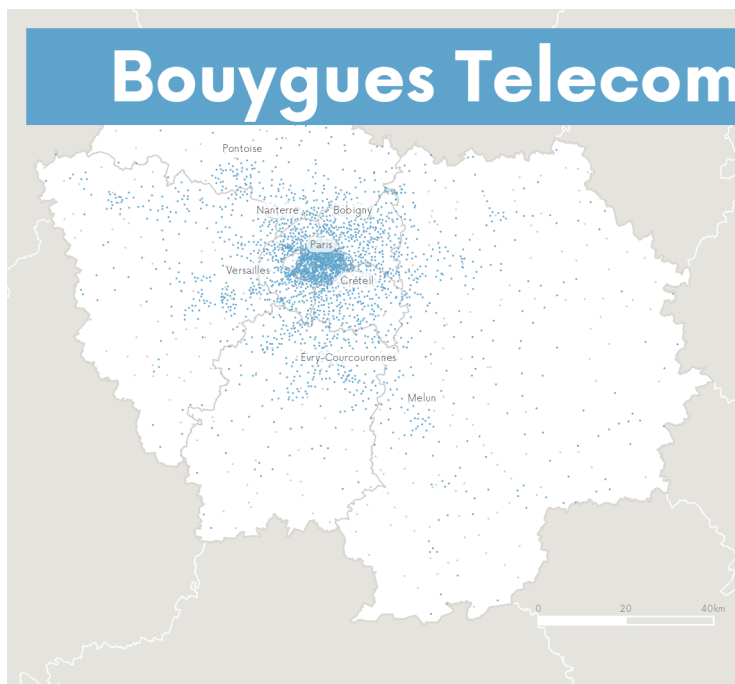 Bouygues Telecom
Pontoise
Nanterre
Bobigny
Paris
Versailles
Créteil
Évry-Courcouronnes
Melun
0 20 40km